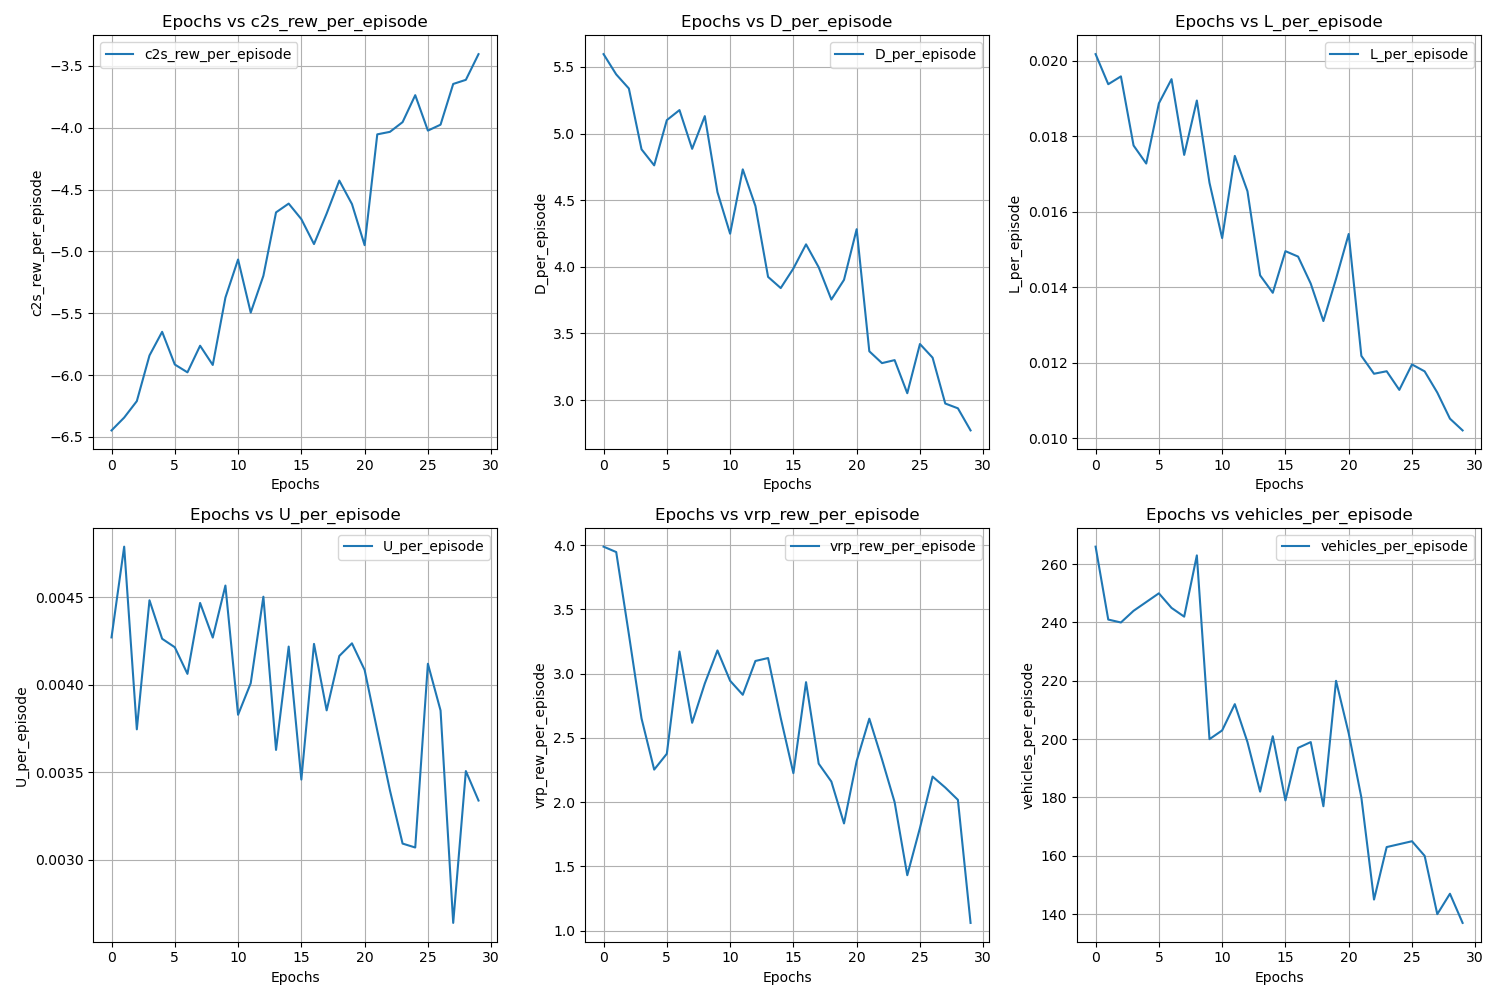 Epochs vs c2s_rew_per_episode
c2s_rew_per_episode
−3.5
−4.0
−4.5
−5.0
−5.5
−6.0
−6.5
c2s_rew_per_episode
0 5 10 15 20 25 30
Epochs
Epochs vs D_per_episode
D_per_episode
5.5
5.0
4.5
4.0
3.5
3.0
D_per_episode
0 5 10 15 20 25 30
Epochs
Epochs vs L_per_episode
L_per_episode
0.020
0.018
0.016
0.014
0.012
0.010
L_per_episode
0 5 10 15 20 25 30
Epochs
Epochs vs U_per_episode
U_per_episode
0.0045
0.0040
0.0035
0.0030
U_per_episode
0 5 10 15 20 25 30
Epochs
Epochs vs vrp_rew_per_episode
vrp_rew_per_episode
4.0
3.5
3.0
2.5
2.0
1.5
1.0
vrp_rew_per_episode
0 5 10 15 20 25 30
Epochs
Epochs vs vehicles_per_episode
vehicles_per_episode
260
240
220
200
180
160
140
vehicles_per_episode
0 5 10 15 20 25 30
Epochs